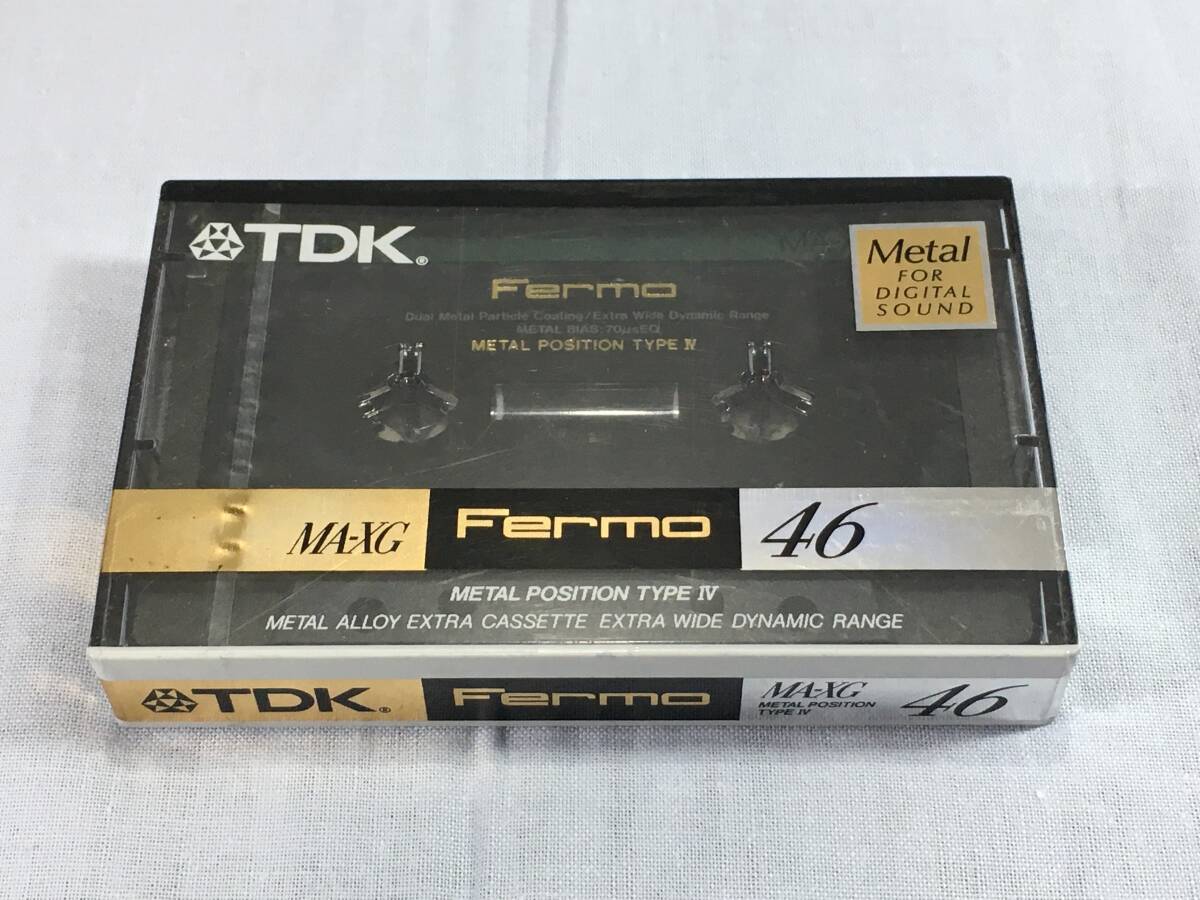 TDK®
MA-
Metal
FOR
DIGITAL
SOUND
Fermo
Dual Metal Particle Coating/Extra Wide Dynamic Range
METAL BIAS: 70μsEQ
METAL POSITION TYPE IV
MA-XG Fermo 46
METAL POSITION TYPE IV
METAL ALLOY EXTRA CASSETTE EXTRA WIDE DYNAMIC RANGE
TDK® Fermo MA-XG 46
METAL POSITION
TYPE IV